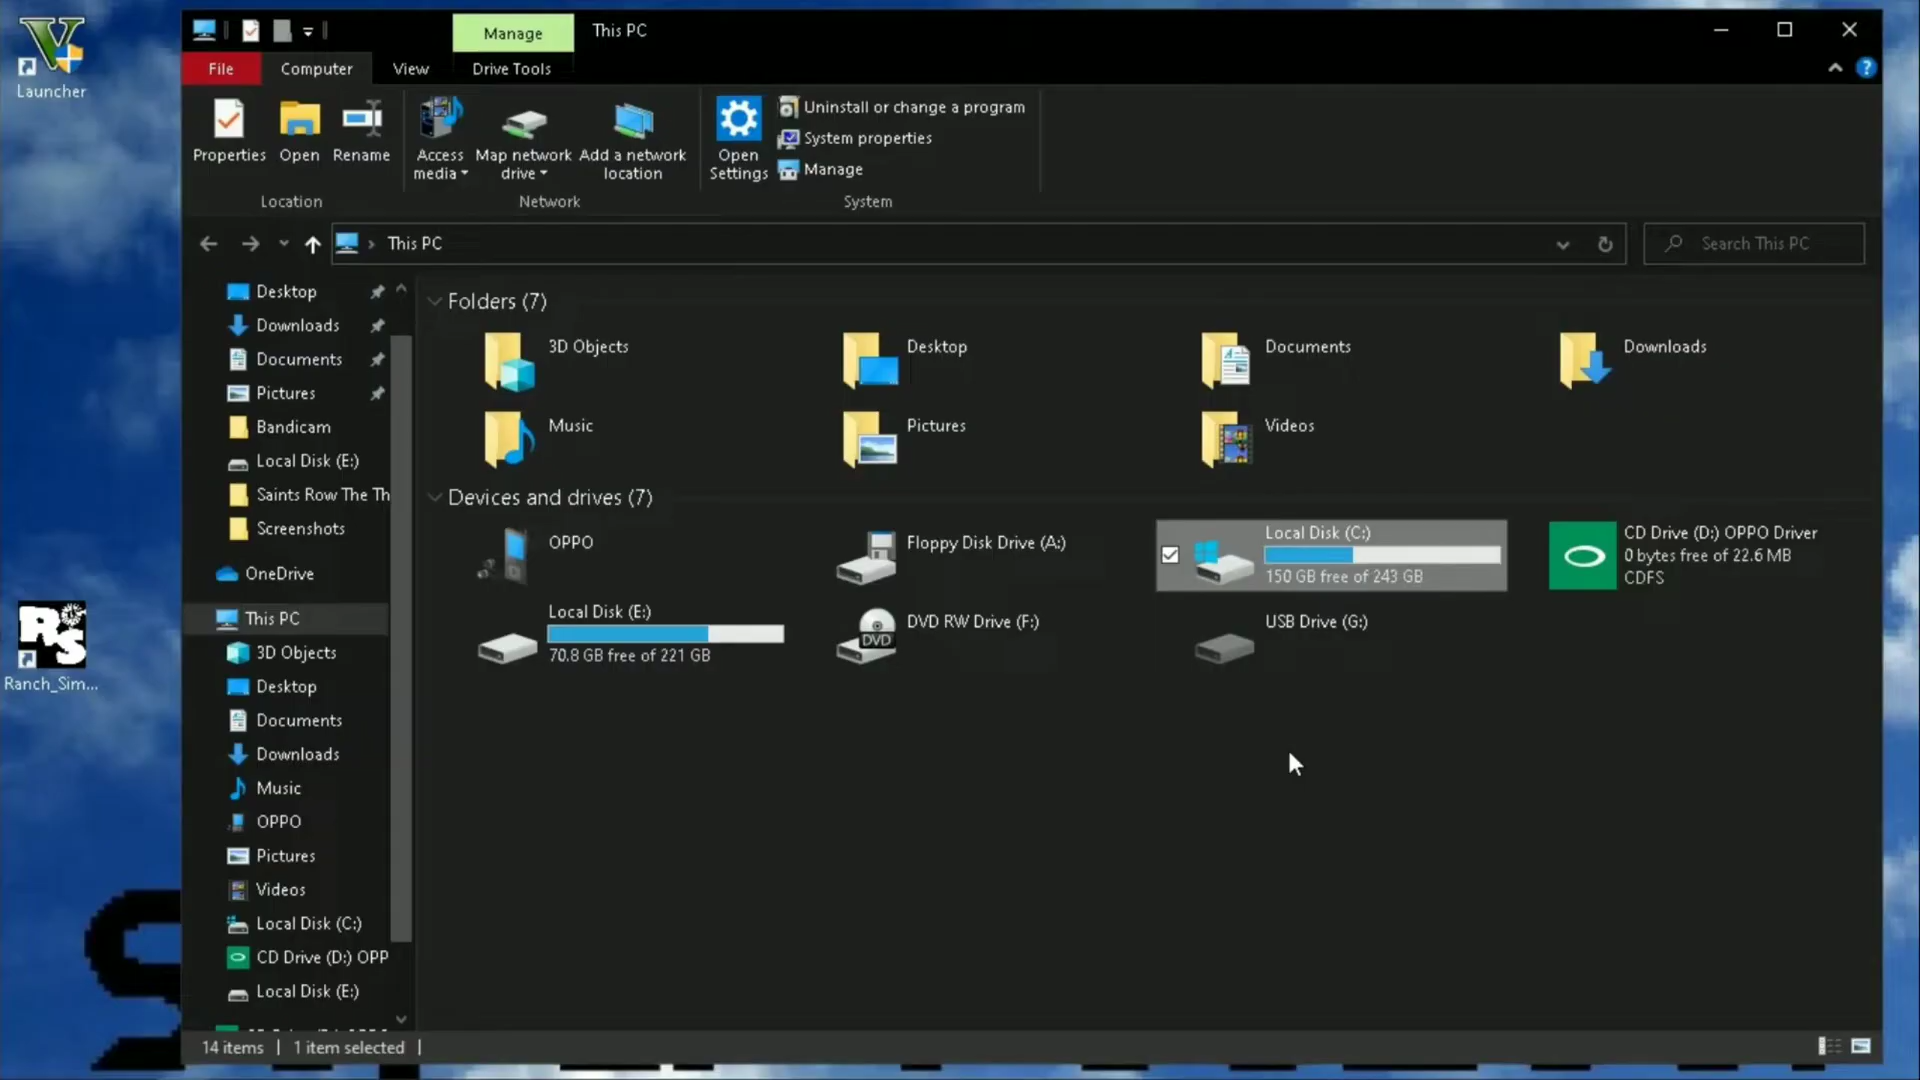 Launcher
Ranch_Sim...
Manage
This PC
File
Computer
View
Drive Tools
Properties
Open
Rename
Access media
Map network drive
Add a network location
Open Settings
Uninstall or change a program
System properties
Manage
Location
Network
System
This PC
Search This PC
Desktop
Downloads
Documents
Pictures
Bandicam
Local Disk (E:)
Saints Row The Th
Screenshots
OneDrive
This PC
3D Objects
Desktop
Documents
Downloads
Music
OPPO
Pictures
Videos
Local Disk (C:)
CD Drive (D:) OPP
Local Disk (E:)
Folders (7)
3D Objects
Desktop
Documents
Downloads
Music
Pictures
Videos
Devices and drives (7)
OPPO
Floppy Disk Drive (A:)
Local Disk (C:)
150 GB free of 243 GB
CD Drive (D:) OPPO Driver
0 bytes free of 22.6 MB
CDFS
Local Disk (E:)
70.8 GB free of 221 GB
DVD
DVD RW Drive (F:)
USB Drive (G:)
14 items
1 item selected